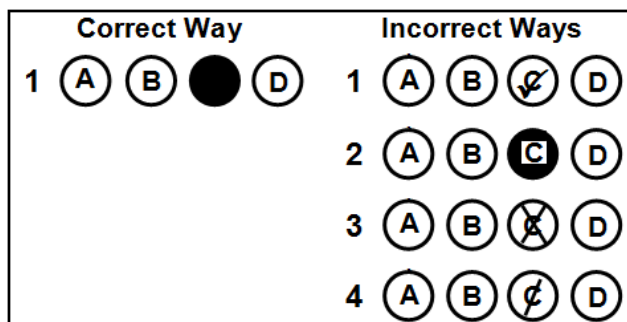 Correct Way
1 A B D
Incorrect Ways
1 A B C D
2 A B C D
3 A B C D
4 A B C D